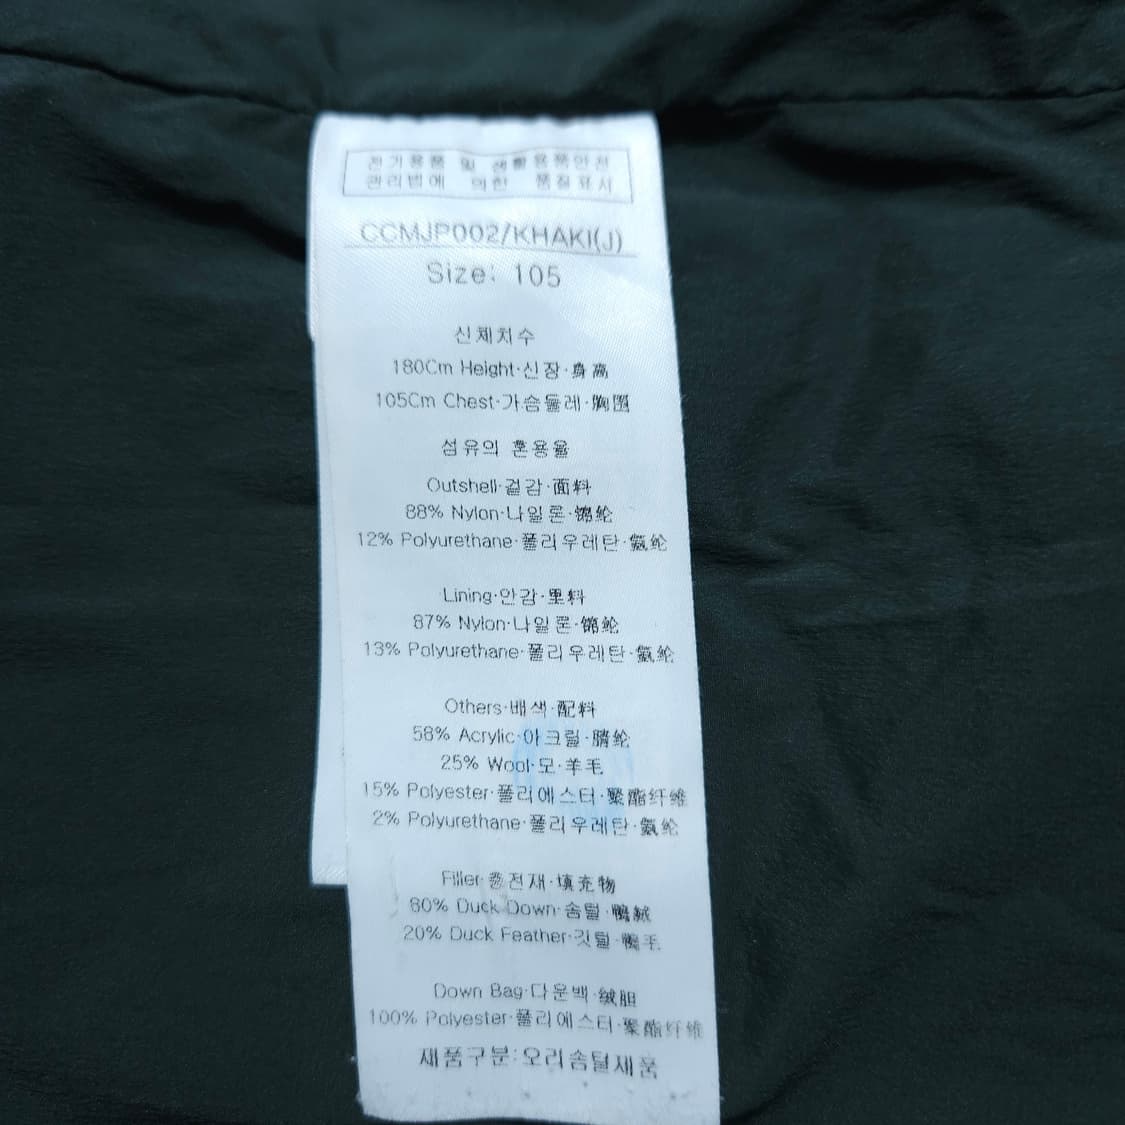 전기용품 및 생활용품안전
관리법에 의한 품질표시
CCMJP002/KHAKI(J)
Size: 105
신체치수
180Cm Height·신장·身高
105Cm Chest·가슴둘레·胸围
섬유의 혼용율
Outshell·겉감·面料
88% Nylon·나일론·锦纶
12% Polyurethane·폴리우레탄·氨纶
Lining·안감·里料
87% Nylon·나일론·锦纶
13% Polyurethane·폴리우레탄·氨纶
Others·배색·配料
58% Acrylic·아크릴·腈纶
25% Wool·모·羊毛
15% Polyester·폴리에스터·聚酯纤维
2% Polyurethane·폴리우레탄·氨纶
Filler·충전재·填充物
80% Duck Down·솜털·鸭绒
20% Duck Feather·깃털·鸭毛
Down Bag·다운백·绒胆
100% Polyester·폴리에스터·聚酯纤维
제품구분:오리솜털제품